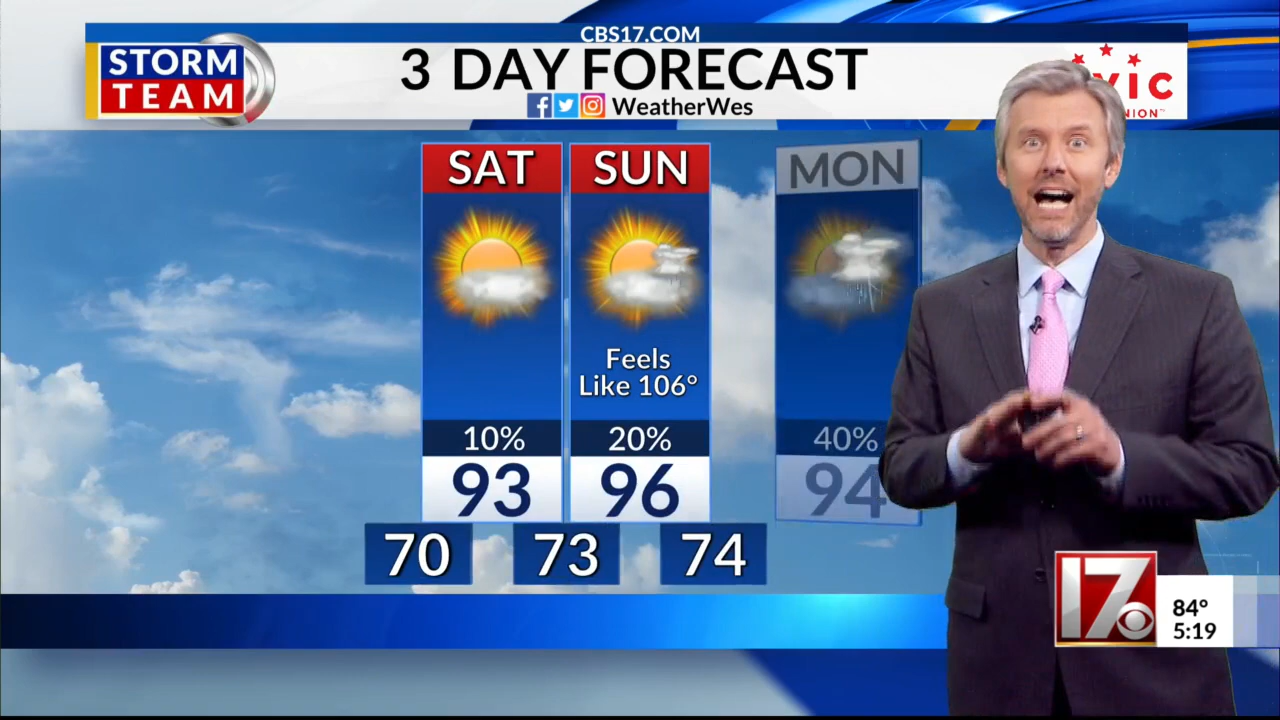 CBS17.COM
STORM
TEAM
3 DAY FORECAST
WeatherWes
SAT
SUN
MON
Feels
Like 106°
10%
20%
40%
93
96
94
70
73
74
17
84°
5:19